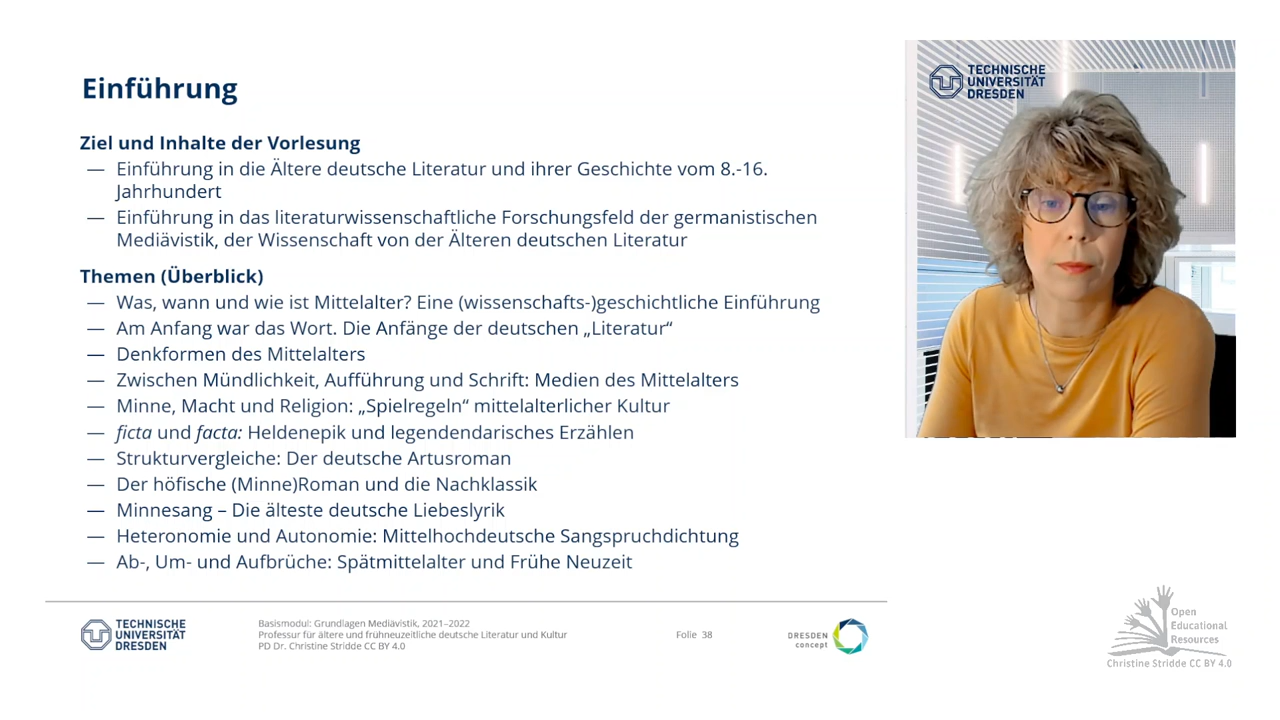 Einführung
Ziel und Inhalte der Vorlesung
— Einführung in die Ältere deutsche Literatur und ihrer Geschichte vom 8.-16.
Jahrhundert
— Einführung in das literaturwissenschaftliche Forschungsfeld der germanistischen
Mediävistik, der Wissenschaft von der Älteren deutschen Literatur
Themen (Überblick)
— Was, wann und wie ist Mittelalter? Eine (wissenschafts-)geschichtliche Einführung
— Am Anfang war das Wort. Die Anfänge der deutschen „Literatur“
— Denkformen des Mittelalters
— Zwischen Mündlichkeit, Aufführung und Schrift: Medien des Mittelalters
— Minne, Macht und Religion: „Spielregeln“ mittelalterlicher Kultur
— ficta und facta: Heldenepik und legendendarisches Erzählen
— Strukturvergleiche: Der deutsche Artusroman
— Der höfische (Minne)Roman und die Nachklassik
— Minnesang – Die älteste deutsche Liebeslyrik
— Heteronomie und Autonomie: Mittelhochdeutsche Sangspruchdichtung
— Ab-, Um- und Aufbrüche: Spätmittelalter und Frühe Neuzeit
TECHNISCHE
UNIVERSITÄT
DRESDEN
Basismodul: Grundlagen Mediävistik, 2021–2022
Professur für ältere und frühneuzeitliche deutsche Literatur und Kultur
PD Dr. Christine Stridde CC BY 4.0
Folie 38
DRESDEN
concept
TECHNISCHE
UNIVERSITÄT
DRESDEN
Open
Educational
Resources
Christine Stridde CC BY 4.0